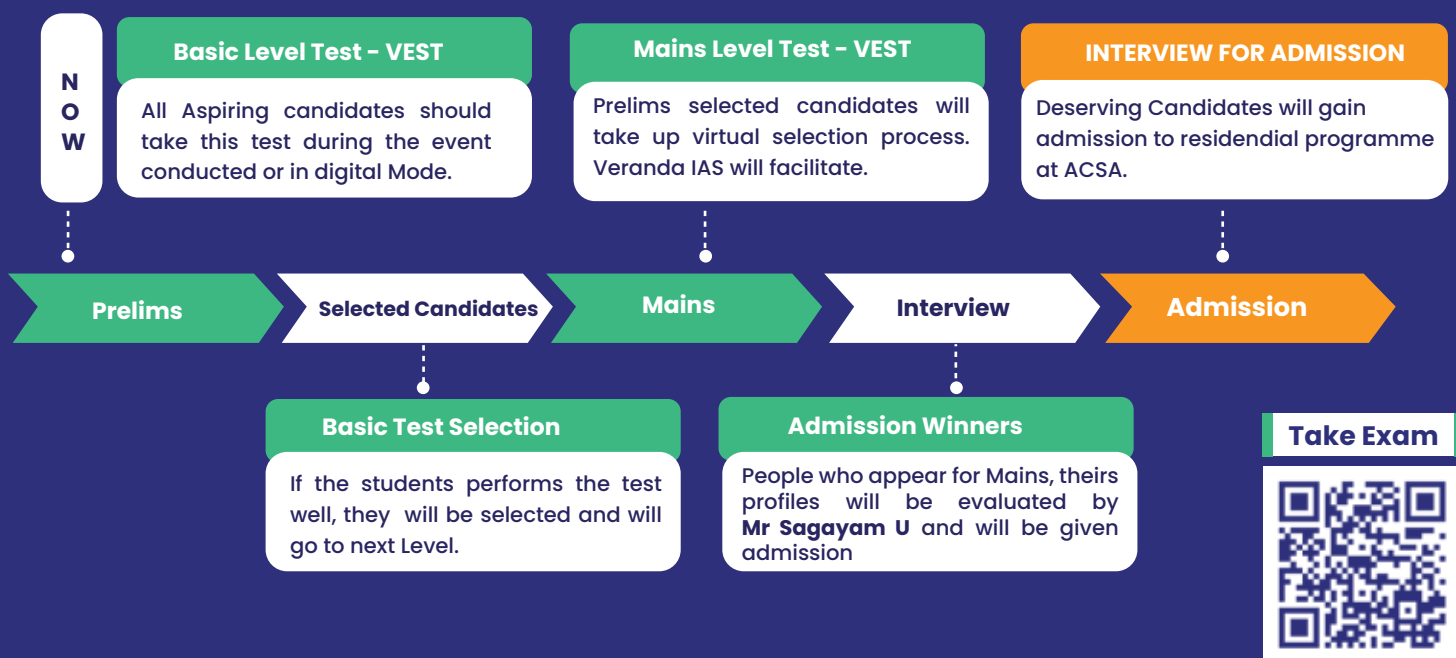 N
O
W
Basic Level Test - VEST
All Aspiring candidates should
take this test during the event
conducted or in digital Mode.
Mains Level Test - VEST
Prelims selected candidates will
take up virtual selection process.
Veranda IAS will facilitate.
INTERVIEW FOR ADMISSION
Deserving Candidates will gain
admission to residendial programme
at ACSA.
Prelims
Selected Candidates
Mains
Interview
Admission
Basic Test Selection
If the students performs the test
well, they will be selected and will
go to next Level.
Admission Winners
People who appear for Mains, theirs
profiles will be evaluated by
Mr Sagayam U and will be given
admission
Take Exam